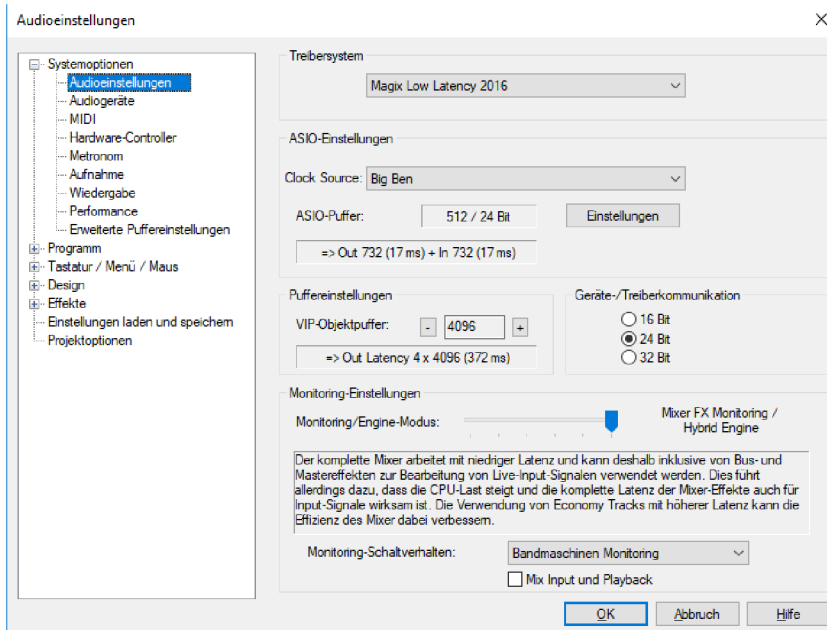 Audioeinstellungen
Systemoptionen
Audioeinstellungen
Audiogeräte
MIDI
Hardware-Controller
Metronom
Aufnahme
Wiedergabe
Performance
Erweiterte Puffereinstellungen
Programm
Tastatur / Menü / Maus
Design
Effekte
Einstellungen laden und speichern
Projektoptionen
Treibersystem
Magix Low Latency 2016
ASIO-Einstellungen
Clock Source: Big Ben
ASIO-Puffer: 512 / 24 Bit Einstellungen
=> Out 732 (17 ms) + In 732 (17 ms)
Puffereinstellungen
VIP-Objektpuffer: - 4096 +
=> Out Latency 4 x 4096 (372 ms)
Geräte-/Treiberkommunikation
16 Bit
24 Bit
32 Bit
Monitoring-Einstellungen
Monitoring/Engine-Modus:
Mixer FX Monitoring /
Hybrid Engine
Der komplette Mixer arbeitet mit niedriger Latenz und kann deshalb inklusive von Bus- und
Mastereffekten zur Bearbeitung von Live-Input-Signalen verwendet werden. Dies führt
allerdings dazu, dass die CPU-Last steigt und die komplette Latenz der Mixer-Effekte auch für
Input-Signale wirksam ist. Die Verwendung von Economy Tracks mit höherer Latenz kann die
Effizienz des Mixer dabei verbessern.
Monitoring-Schaltverhalten: Bandmaschinen Monitoring
Mix Input und Playback
OK Abbruch Hilfe